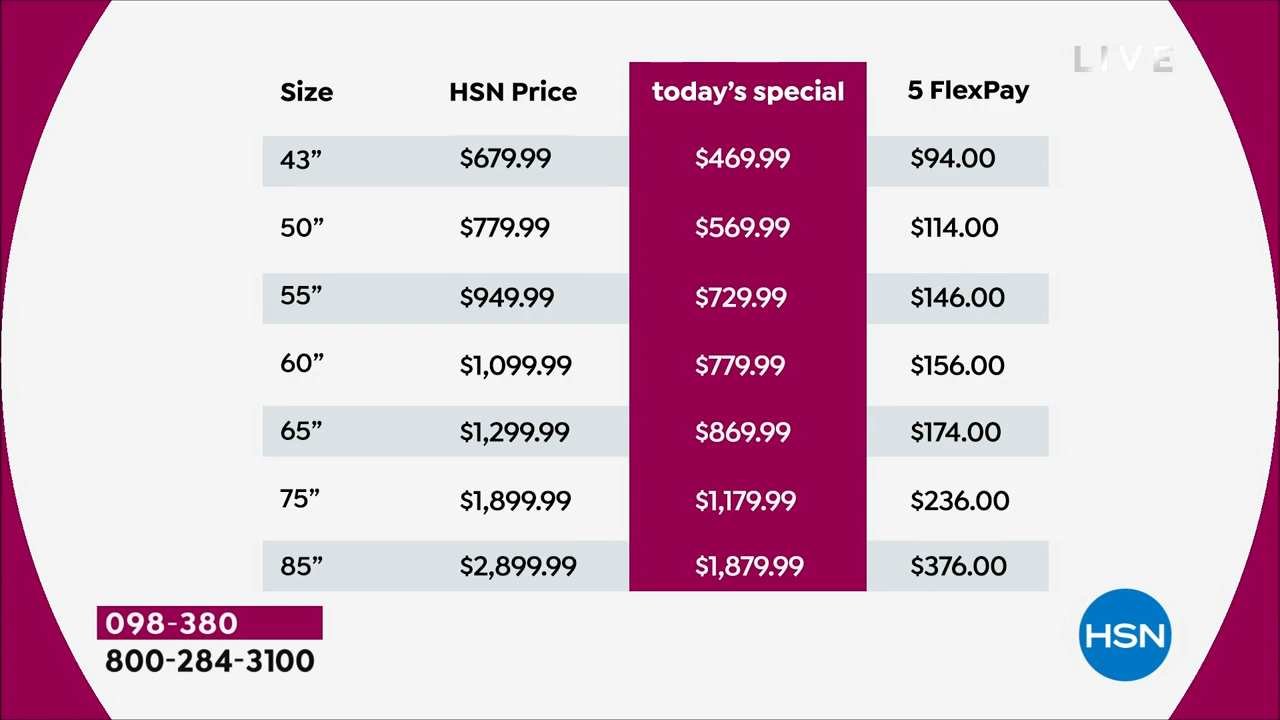 LIVE
Size HSN Price today’s special 5 FlexPay
43” $679.99 $469.99 $94.00
50” $779.99 $569.99 $114.00
55” $949.99 $729.99 $146.00
60” $1,099.99 $779.99 $156.00
65” $1,299.99 $869.99 $174.00
75” $1,899.99 $1,179.99 $236.00
85” $2,899.99 $1,879.99 $376.00
098-380
800-284-3100
HSN